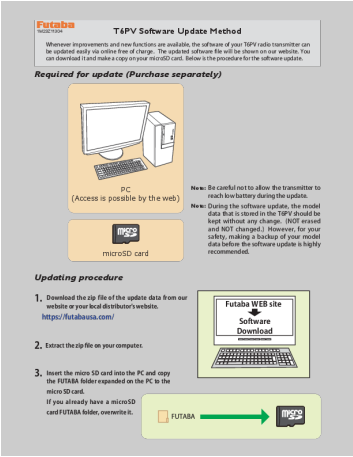 Futaba
1M23Z11004
T6PV Software Update Method
Whenever improvements and new functions are available, the software of your T6PV radio transmitter can
be updated easily via online free of charge. The updated software file will be shown on our website. You
can download it and make a copy on your microSD card. Below is the procedure for the software update.
Required for update (Purchase separately)
PC
(Access is possible by the web)
Note: Be careful not to allow the transmitter to
reach low battery during the update.
Note: During the software update, the model
data that is stored in the T6PV should be
kept without any change. (NOT erased
and NOT changed.) However, for your
safety, making a backup of your model
data before the software update is highly
recommended.
micro SD
microSD card
Updating procedure
1. Download the zip file of the update data from our
website or your local distributor's website.
https://futabausa.com/
Futaba WEB site
Software
Download
2. Extract the zip file on your computer.
3. Insert the micro SD card into the PC and copy
the FUTABA folder expanded on the PC to the
micro SD card.
If you already have a microSD
card FUTABA folder, overwrite it.
FUTABA
micro SD